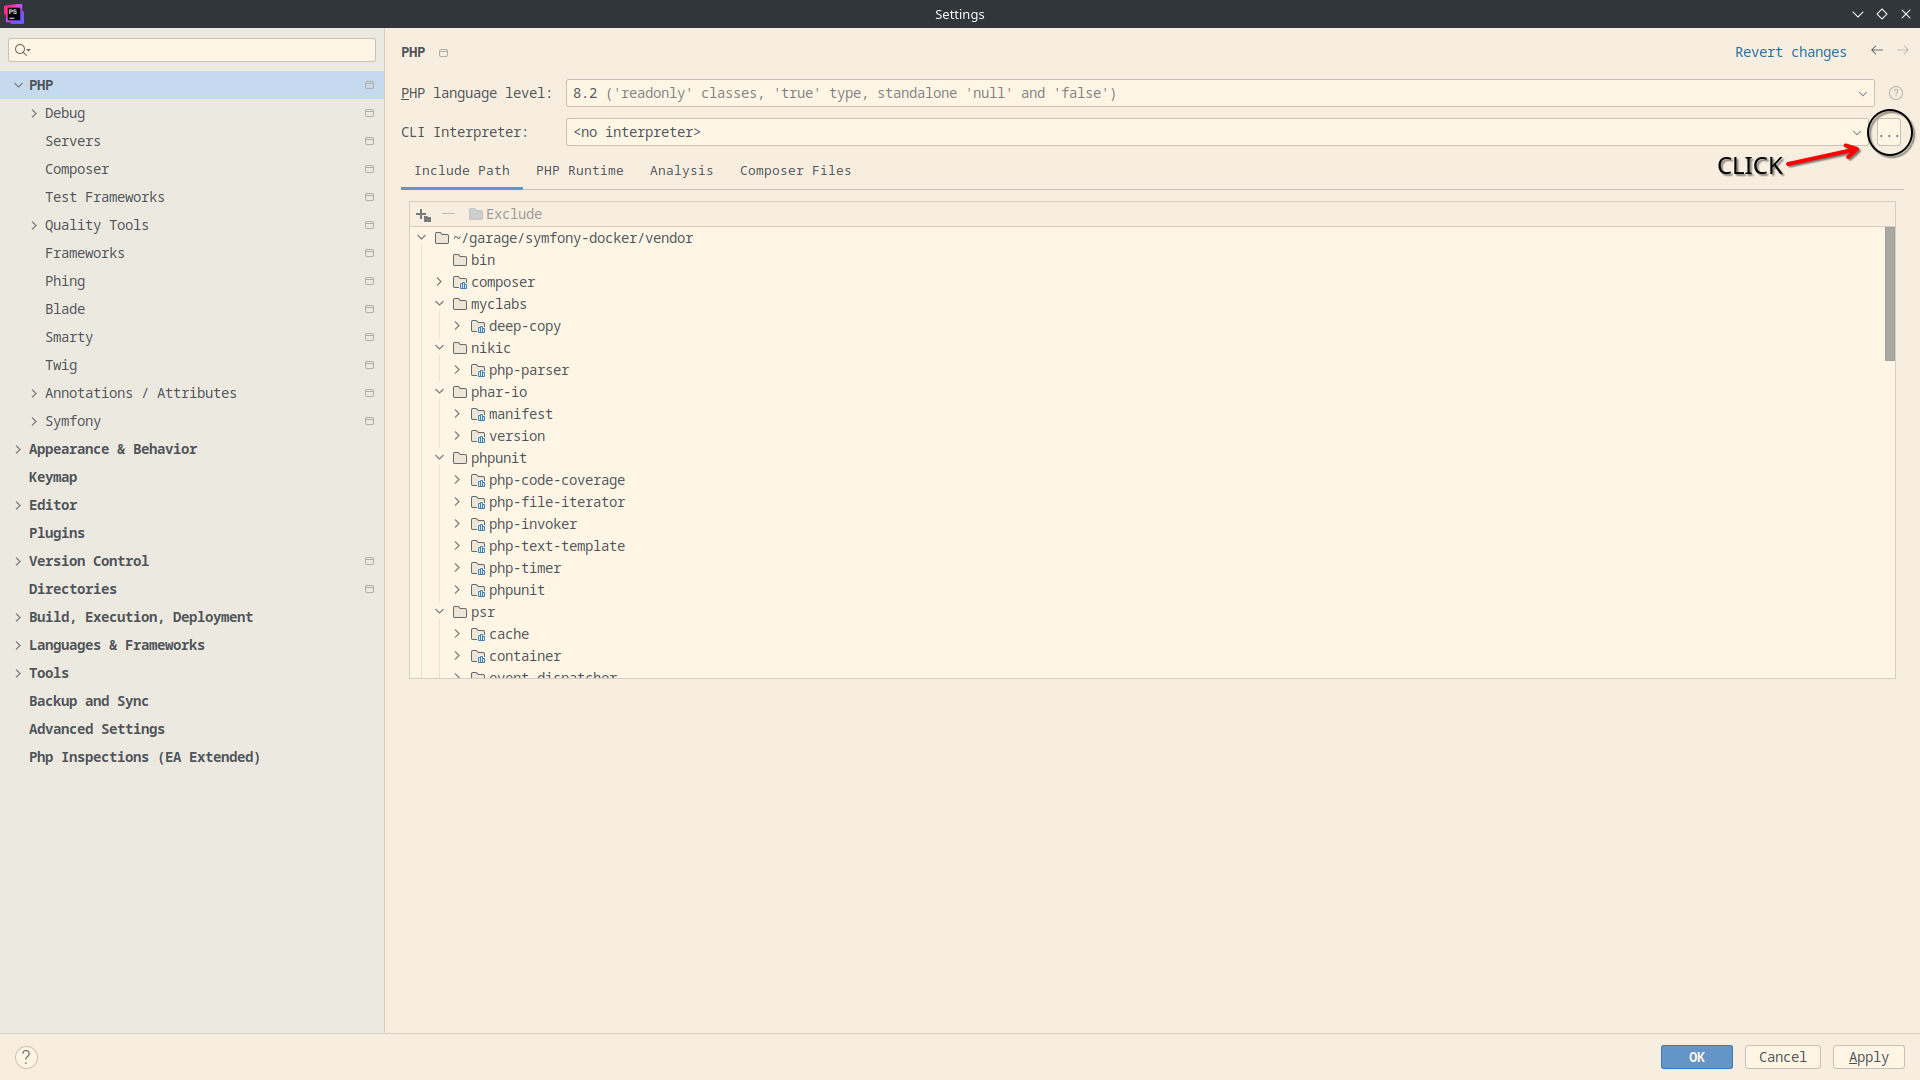 PS
Settings
PHP
Debug
Servers
Composer
Test Frameworks
Quality Tools
Frameworks
Phing
Blade
Smarty
Twig
Annotations / Attributes
Symfony
Appearance & Behavior
Keymap
Editor
Plugins
Version Control
Directories
Build, Execution, Deployment
Languages & Frameworks
Tools
Backup and Sync
Advanced Settings
Php Inspections (EA Extended)
PHP
Revert changes
PHP language level: 8.2 ('readonly' classes, 'true' type, standalone 'null' and 'false') ?
CLI Interpreter: <no interpreter> ...
CLICK
Include Path PHP Runtime Analysis Composer Files
Exclude
~/garage/symfony-docker/vendor
bin
composer
myclabs
deep-copy
nikic
php-parser
phar-io
manifest
version
phpunit
php-code-coverage
php-file-iterator
php-invoker
php-text-template
php-timer
phpunit
psr
cache
container
event-dispatcher
? OK Cancel Apply